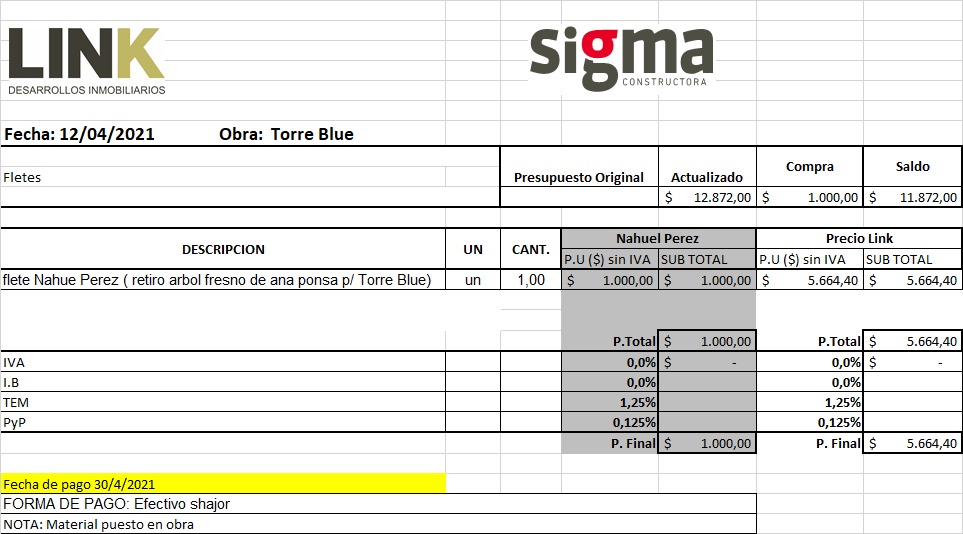 LINK
DESARROLLOS INMOBILIARIOS
sigma
CONSTRUCTORA
Fecha: 12/04/2021 Obra: Torre Blue
Fletes Presupuesto Original Actualizado Compra Saldo
$ 12.872,00 $ 1.000,00 $ 11.872,00
DESCRIPCION UN CANT. Nahuel Perez Precio Link
P.U ($) sin IVA SUB TOTAL P.U ($) sin IVA SUB TOTAL
flete Nahue Perez ( retiro arbol fresno de ana ponsa p/ Torre Blue) un 1,00 $ 1.000,00 $ 1.000,00 $ 5.664,40 $ 5.664,40
P.Total $ 1.000,00 P.Total $ 5.664,40
IVA 0,0% $ - 0,0% $ -
I.B 0,0% 0,0%
TEM 1,25% 1,25%
PyP 0,125% 0,125%
P. Final $ 1.000,00 P. Final $ 5.664,40
Fecha de pago 30/4/2021
FORMA DE PAGO: Efectivo shajor
NOTA: Material puesto en obra